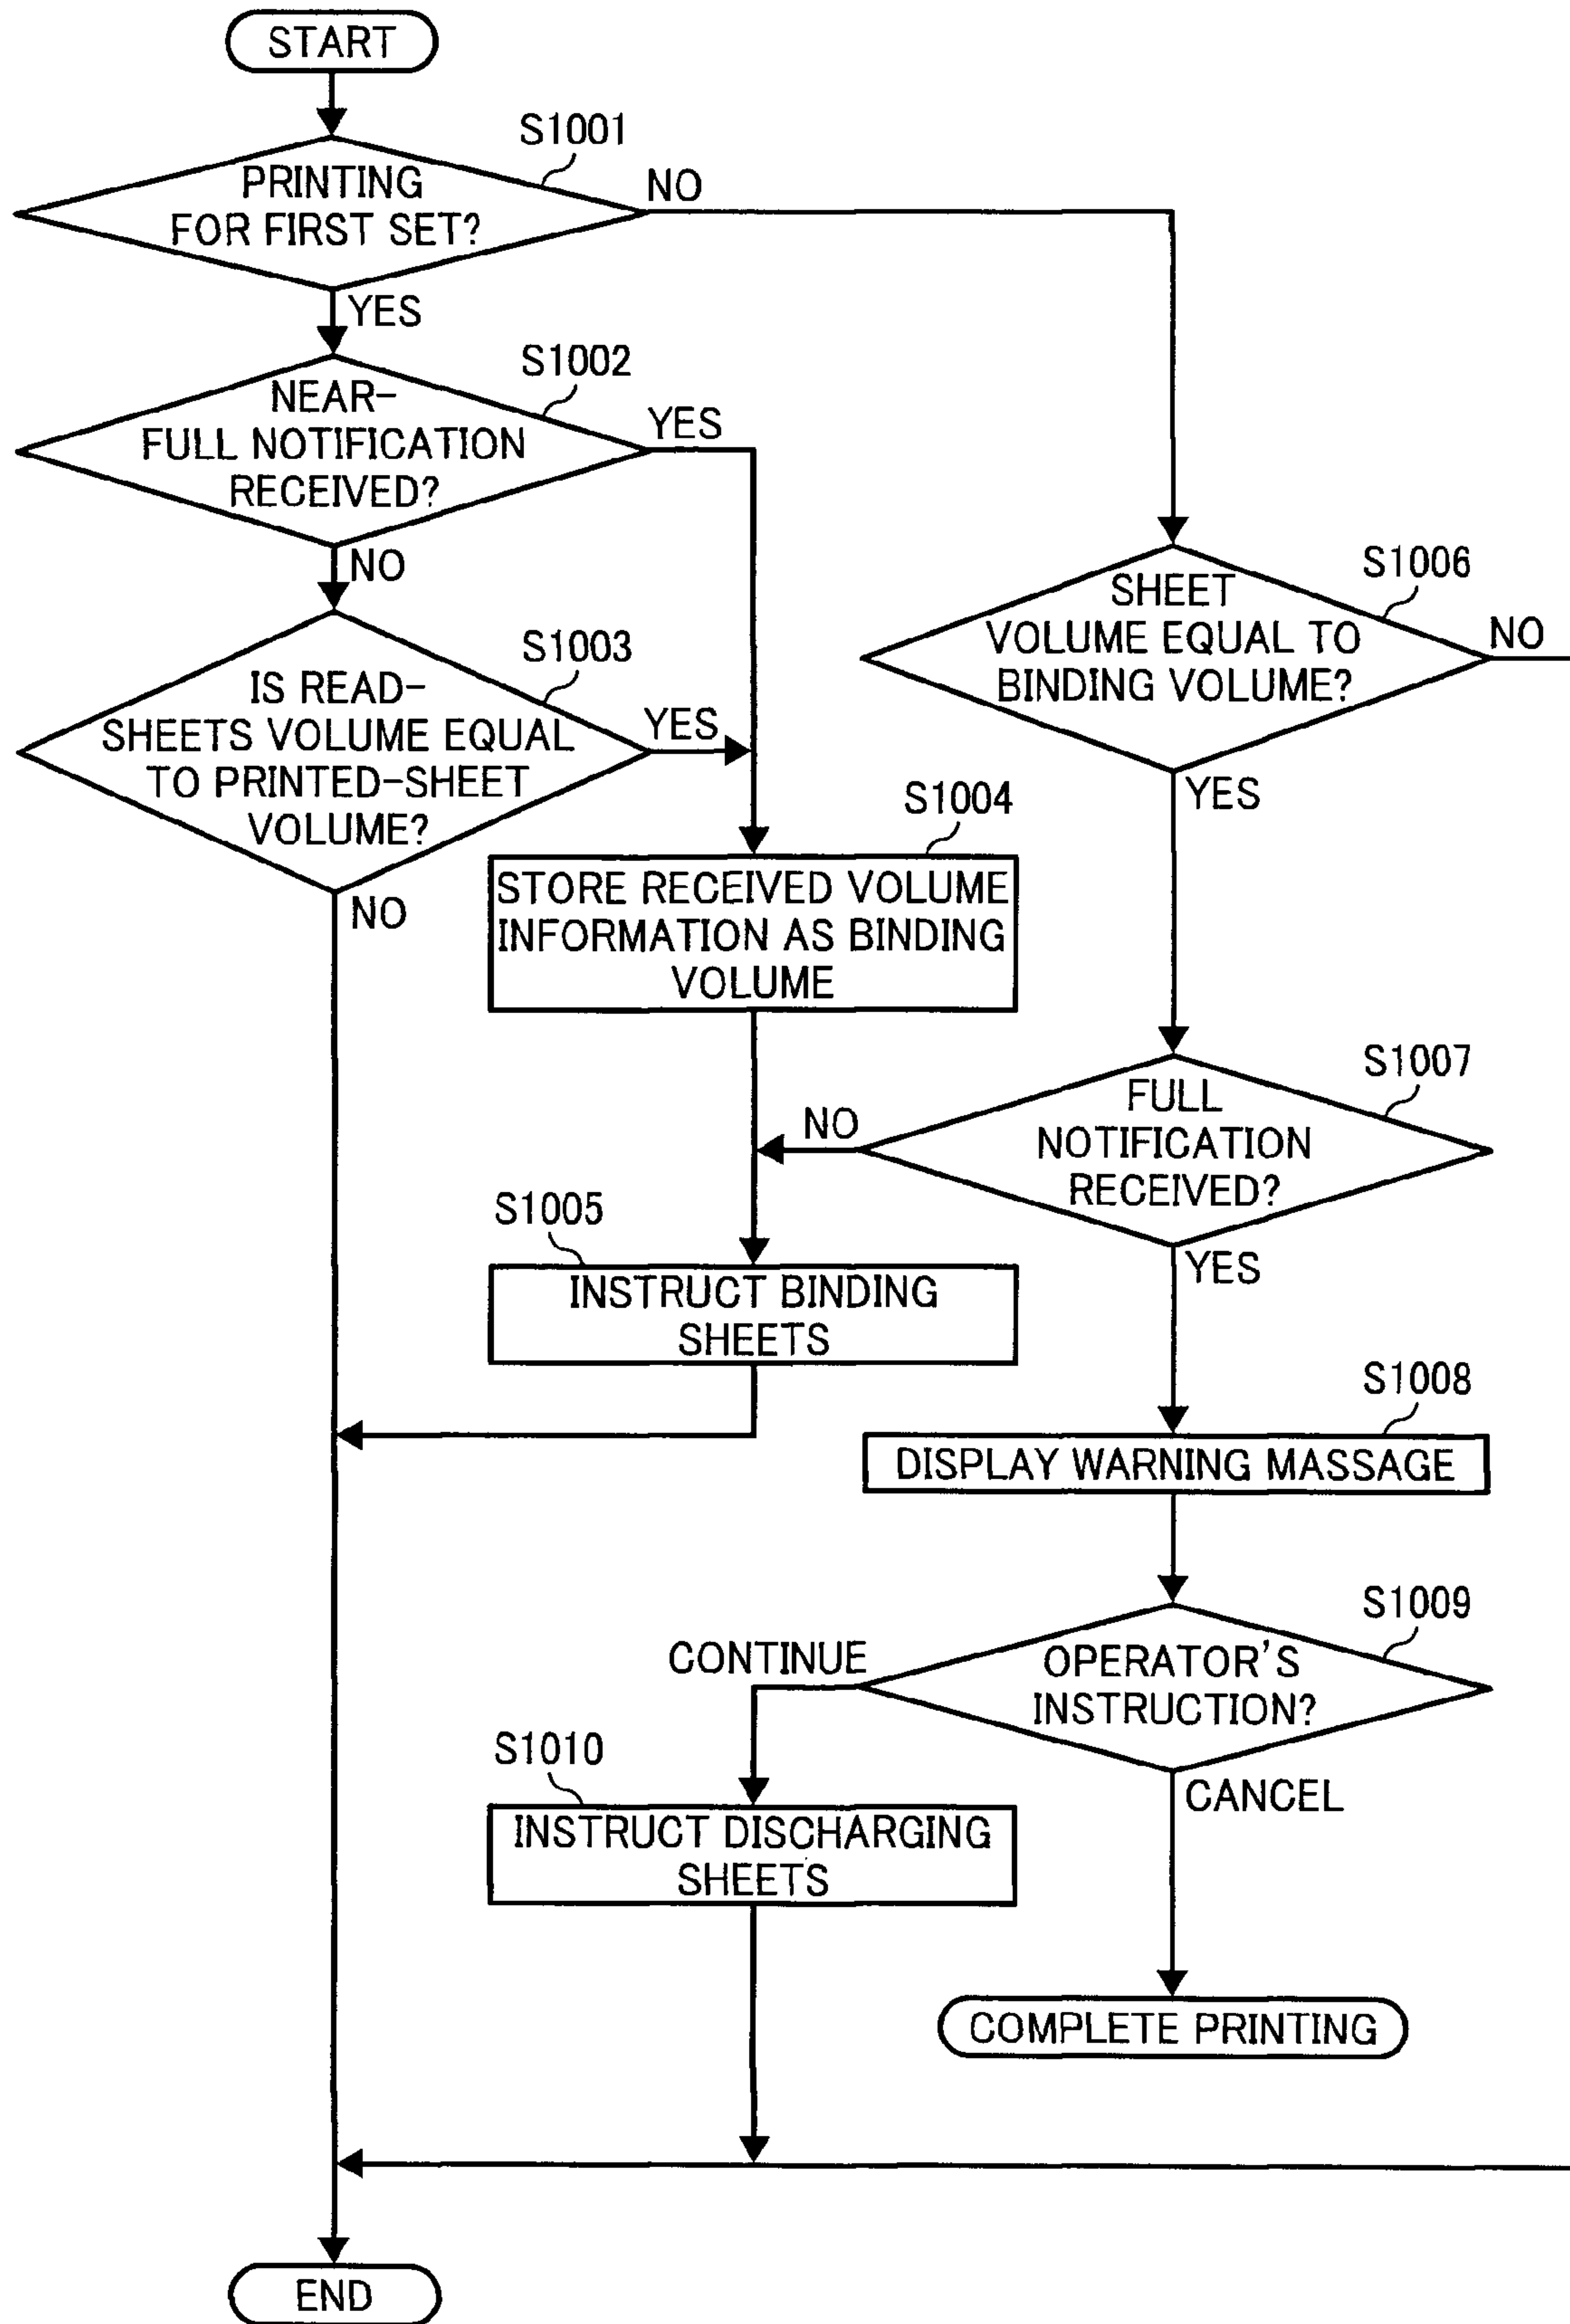 START
S1001
PRINTING
FOR FIRST SET?
NO
YES
S1002
NEAR-
FULL NOTIFICATION
RECEIVED?
YES
NO
S1003
IS READ-
SHEETS VOLUME EQUAL
TO PRINTED-SHEET
VOLUME?
YES
NO
S1004
STORE RECEIVED VOLUME
INFORMATION AS BINDING
VOLUME
S1006
SHEET
VOLUME EQUAL TO
BINDING VOLUME?
NO
YES
S1007
FULL
NOTIFICATION
RECEIVED?
NO
YES
S1005
INSTRUCT BINDING
SHEETS
S1008
DISPLAY WARNING MASSAGE
S1009
OPERATOR'S
INSTRUCTION?
CONTINUE
CANCEL
S1010
INSTRUCT DISCHARGING
SHEETS
COMPLETE PRINTING
END